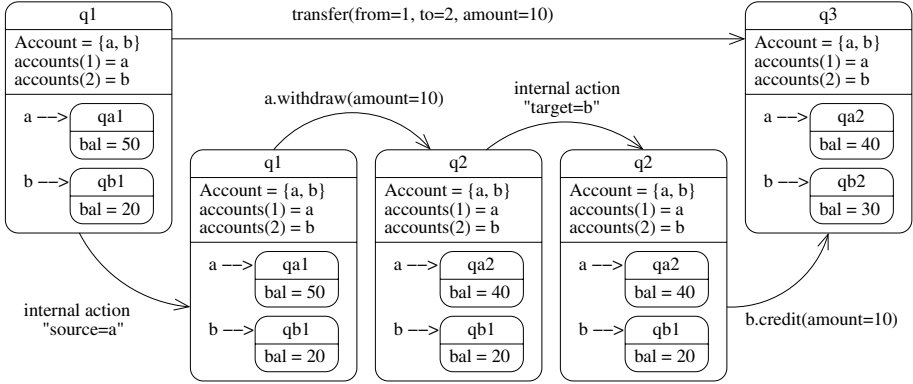 q1
Account = {a, b}
accounts(1) = a
accounts(2) = b
a −−>
qa1
bal = 50
b −−>
qb1
bal = 20
transfer(from=1, to=2, amount=10)
q3
Account = {a, b}
accounts(1) = a
accounts(2) = b
a −−>
qa2
bal = 40
b −−>
qb2
bal = 30
internal action
"source=a"
q1
Account = {a, b}
accounts(1) = a
accounts(2) = b
a −−>
qa1
bal = 50
b −−>
qb1
bal = 20
a.withdraw(amount=10)
q2
Account = {a, b}
accounts(1) = a
accounts(2) = b
a −−>
qa2
bal = 40
b −−>
qb1
bal = 20
internal action
"target=b"
q2
Account = {a, b}
accounts(1) = a
accounts(2) = b
a −−>
qa2
bal = 40
b −−>
qb1
bal = 20
b.credit(amount=10)